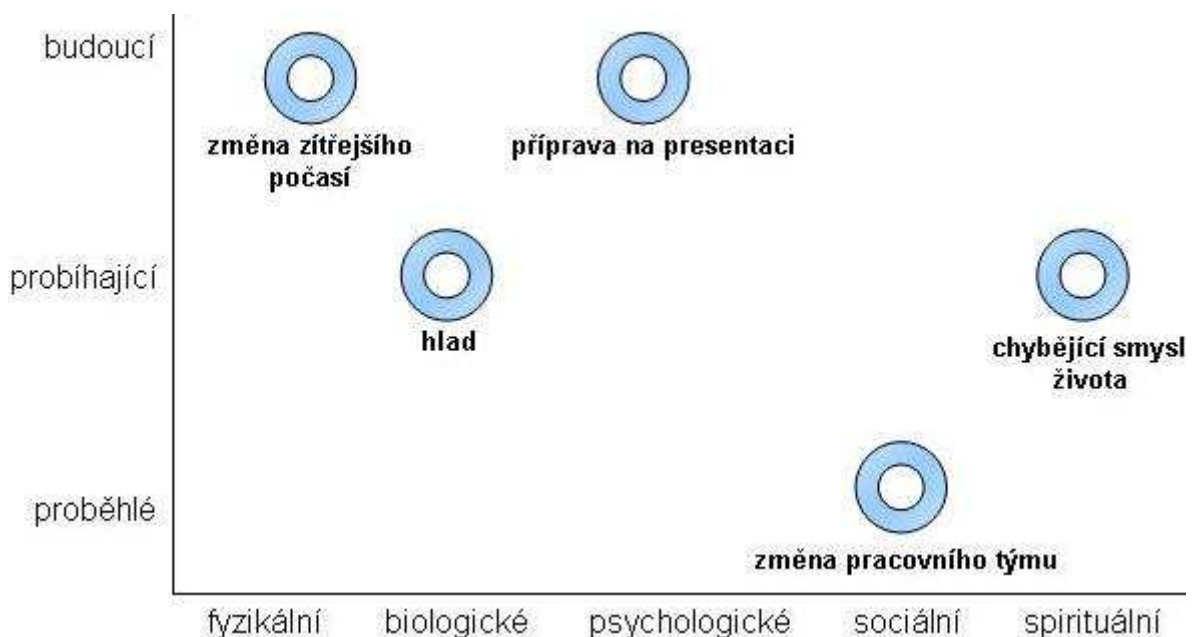 budoucí
změna zítřejšího
počasí
příprava na presentaci
probíhající
hlad
chybějící smysl
života
proběhlé
změna pracovního týmu
fyzikální
biologické
psychologické
sociální
spirituální